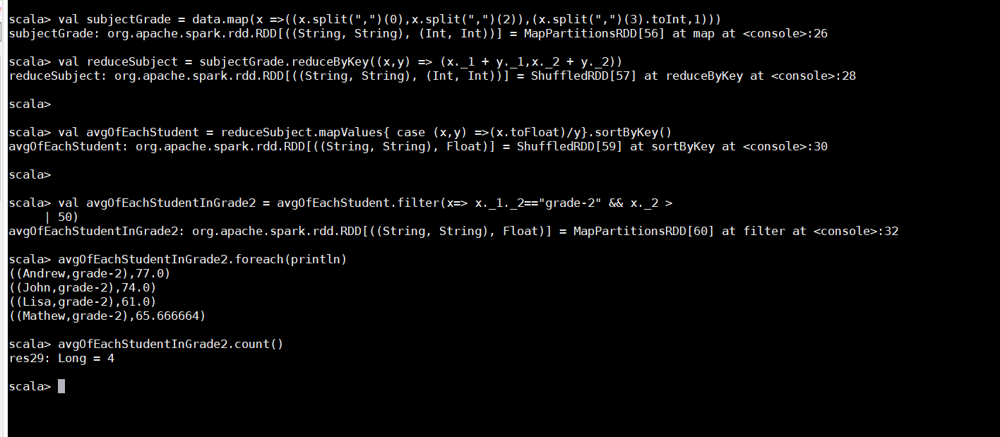 scala> val subjectGrade = data.map(x =>((x.split(",")(0),x.split(",")(2)),(x.split(",")(3).toInt,1)))
subjectGrade: org.apache.spark.rdd.RDD[((String, String), (Int, Int))] = MapPartitionsRDD[56] at map at <console>:26
scala> val reduceSubject = subjectGrade.reduceByKey((x,y) => (x._1 + y._1,x._2 + y._2))
reduceSubject: org.apache.spark.rdd.RDD[((String, String), (Int, Int))] = ShuffledRDD[57] at reduceByKey at <console>:28
scala>
scala> val avgOfEachStudent = reduceSubject.mapValues{ case (x,y) =>(x.toFloat)/y}.sortByKey()
avgOfEachStudent: org.apache.spark.rdd.RDD[((String, String), Float)] = ShuffledRDD[59] at sortByKey at <console>:30
scala>
scala> val avgOfEachStudentInGrade2 = avgOfEachStudent.filter(x=> x._1._2=="grade-2" && x._2 >
| 50)
avgOfEachStudentInGrade2: org.apache.spark.rdd.RDD[((String, String), Float)] = MapPartitionsRDD[60] at filter at <console>:32
scala> avgOfEachStudentInGrade2.foreach(println)
((Andrew,grade-2),77.0)
((John,grade-2),74.0)
((Lisa,grade-2),61.0)
((Mathew,grade-2),65.666664)
scala> avgOfEachStudentInGrade2.count()
res29: Long = 4
scala>